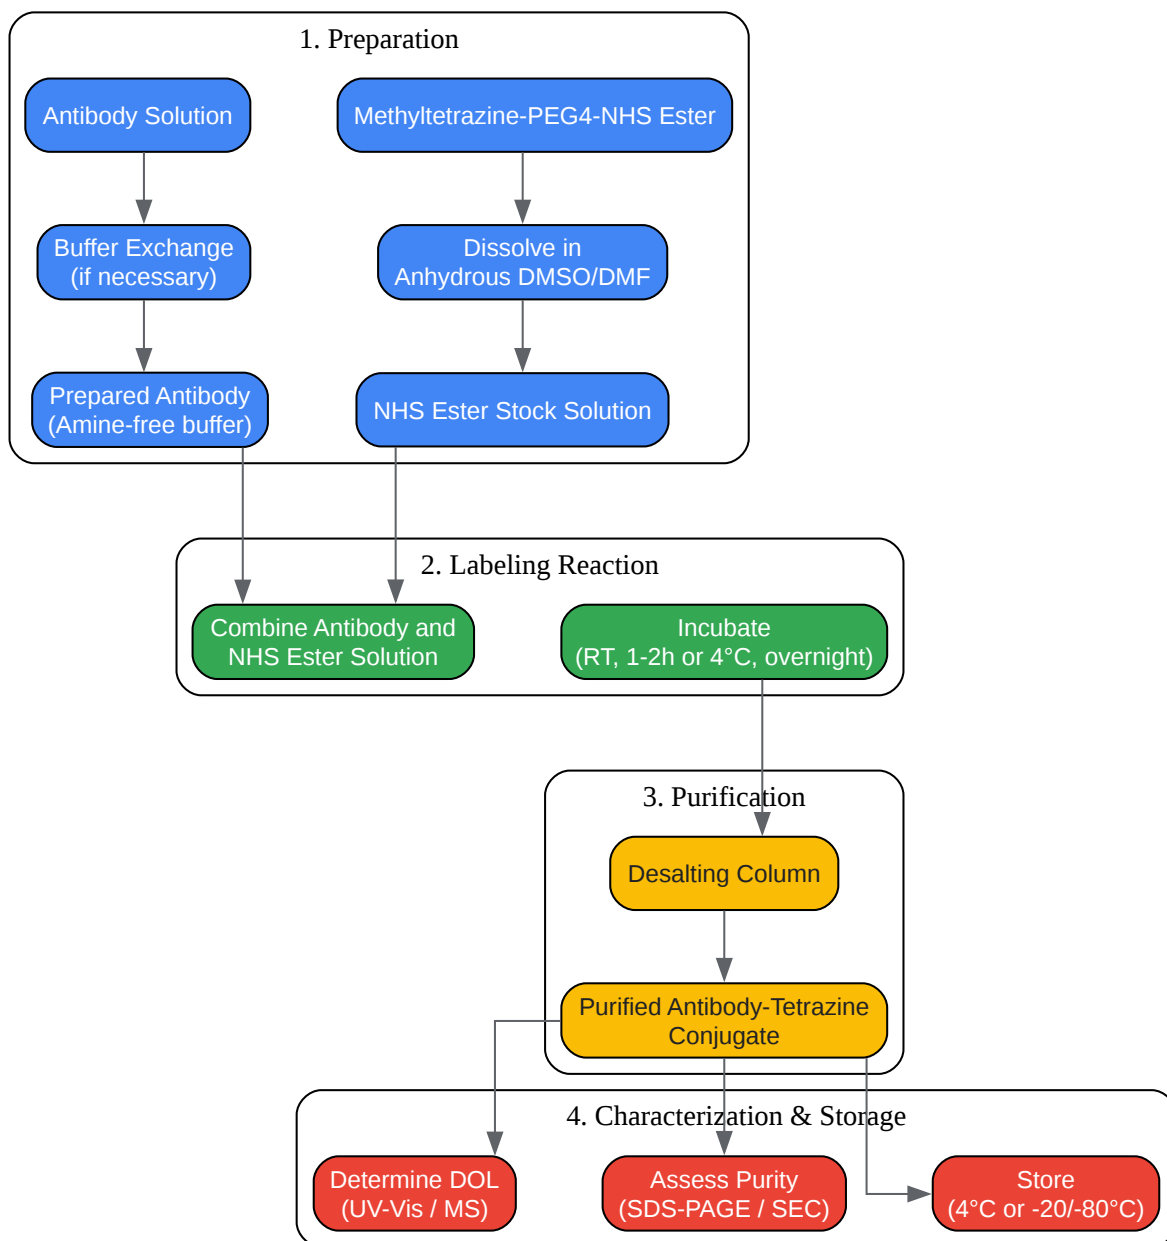 1. Preparation
Antibody Solution
Methyltetrazine-PEG4-NHS Ester
Buffer Exchange
(if necessary)
Dissolve in
Anhydrous DMSO/DMF
Prepared Antibody
(Amine-free buffer)
NHS Ester Stock Solution
2. Labeling Reaction
Combine Antibody and
NHS Ester Solution
Incubate
(RT, 1-2h or 4°C, overnight)
3. Purification
Desalting Column
Purified Antibody-Tetrazine
Conjugate
4. Characterization & Storage
Determine DOL
(UV-Vis / MS)
Assess Purity
(SDS-PAGE / SEC)
Store
(4°C or -20/-80°C)